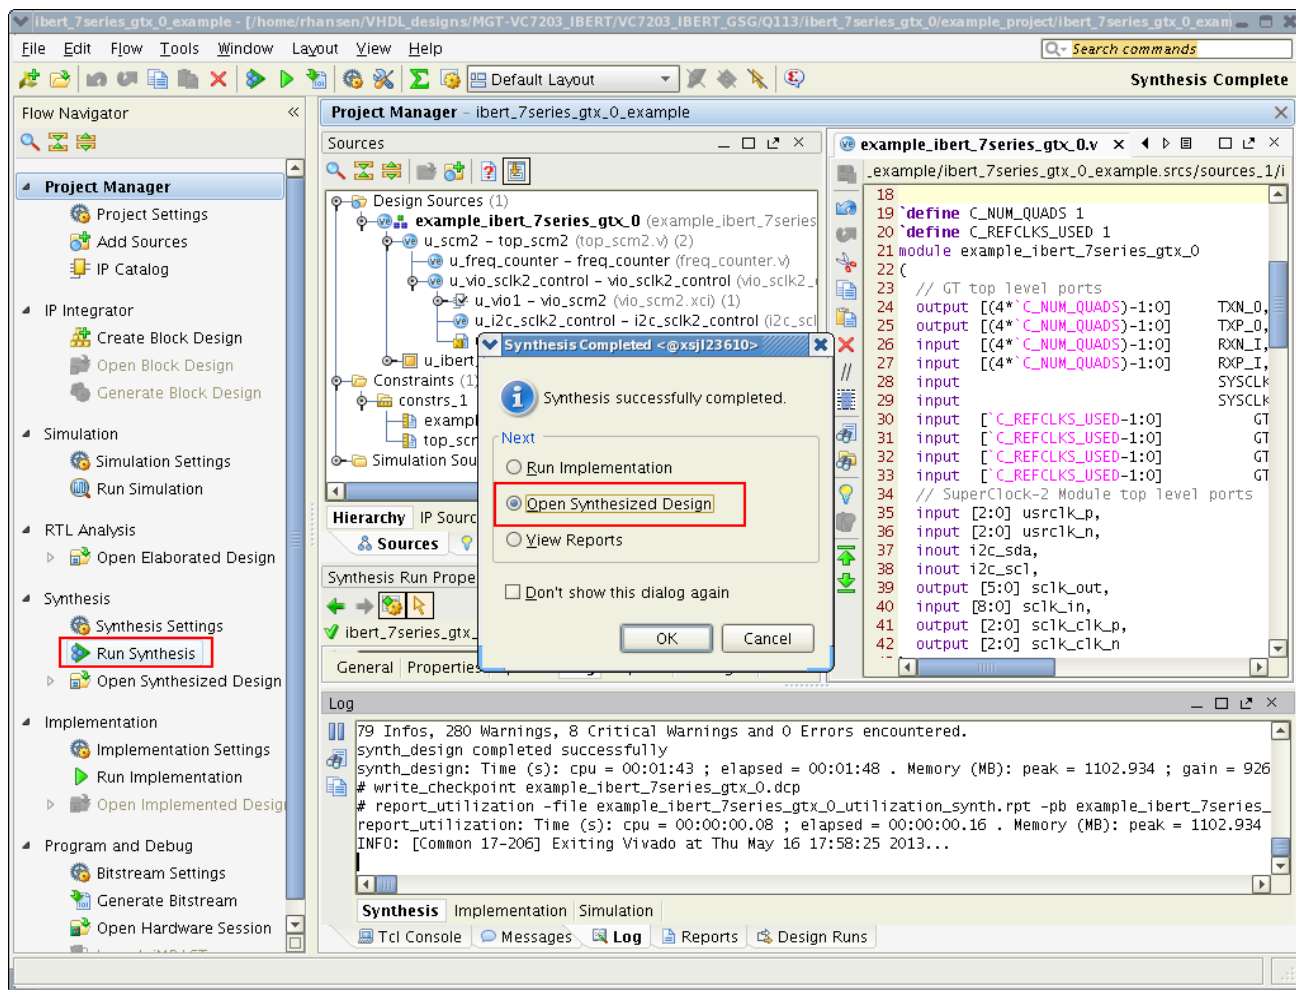 ibert_7series_gtx_0_example - [/home/rhansen/VHDL_designs/MGT-VC7203_IBERT/VC7203_IBERT_GSG/Q113/ibert_7series_gtx_0/example_project/ibert_7series_gtx_0_exam
File Edit Flow Tools Window Layout View Help
Search commands
Default Layout
Synthesis Complete
Flow Navigator
Project Manager
Project Settings
Add Sources
IP Catalog
IP Integrator
Create Block Design
Open Block Design
Generate Block Design
Simulation
Simulation Settings
Run Simulation
RTL Analysis
Open Elaborated Design
Synthesis
Synthesis Settings
Run Synthesis
Open Synthesized Design
Implementation
Implementation Settings
Run Implementation
Open Implemented Desig
Program and Debug
Bitstream Settings
Generate Bitstream
Open Hardware Session
Project Manager - ibert_7series_gtx_0_example
Sources
Design Sources (1)
example_ibert_7series_gtx_0 (example_ibert_7series
u_scm2 - top_scm2 (top_scm2.v) (2)
u_freq_counter - freq_counter (freq_counter.v)
u_vio_sclk2_control - vio_sclk2_control (vio_sclk2_
u_vio1 - vio_scm2 (vio_scm2.xci) (1)
u_i2c_sclk2_control - i2c_sclk2_control (i2c_scl
u_ibert
Constraints (1)
constrs_1
exampl
top_scr
Simulation Sou
Hierarchy IP Sourc
Sources
Synthesis Run Prope
ibert_7series_gtx_
General Properties
Synthesis Completed <@xsjl23610>
Synthesis successfully completed.
Next
Run Implementation
Open Synthesized Design
View Reports
Don't show this dialog again
OK Cancel
example_ibert_7series_gtx_0.v
_example/ibert_7series_gtx_0_example.srcs/sources_1/i
18
19 `define C_NUM_QUADS 1
20 `define C_REFCLKS_USED 1
21 module example_ibert_7series_gtx_0
22 (
23 // GT top level ports
24 output [(4*`C_NUM_QUADS)-1:0] TXN_O,
25 output [(4*`C_NUM_QUADS)-1:0] TXP_O,
26 input [(4*`C_NUM_QUADS)-1:0] RXN_I,
27 input [(4*`C_NUM_QUADS)-1:0] RXP_I,
28 input SYSCLK
29 input SYSCLK
30 input [`C_REFCLKS_USED-1:0] GT
31 input [`C_REFCLKS_USED-1:0] GT
32 input [`C_REFCLKS_USED-1:0] GT
33 input [`C_REFCLKS_USED-1:0] GT
34 // SuperClock-2 Module top level ports
35 input [2:0] usrclk_p,
36 input [2:0] usrclk_n,
37 inout i2c_sda,
38 inout i2c_scl,
39 output [5:0] sclk_out,
40 input [8:0] sclk_in,
41 output [2:0] sclk_clk_p,
42 output [2:0] sclk_clk_n
Log
79 Infos, 280 Warnings, 8 Critical Warnings and 0 Errors encountered.
synth_design completed successfully
synth_design: Time (s): cpu = 00:01:43 ; elapsed = 00:01:48 . Memory (MB): peak = 1102.934 ; gain = 926
# write_checkpoint example_ibert_7series_gtx_0.dcp
# report_utilization -file example_ibert_7series_gtx_0_utilization_synth.rpt -pb example_ibert_7series_
report_utilization: Time (s): cpu = 00:00:00.08 ; elapsed = 00:00:00.16 . Memory (MB): peak = 1102.934
INFO: [Common 17-206] Exiting Vivado at Thu May 16 17:58:25 2013...
Synthesis Implementation Simulation
Tcl Console Messages Log Reports Design Runs